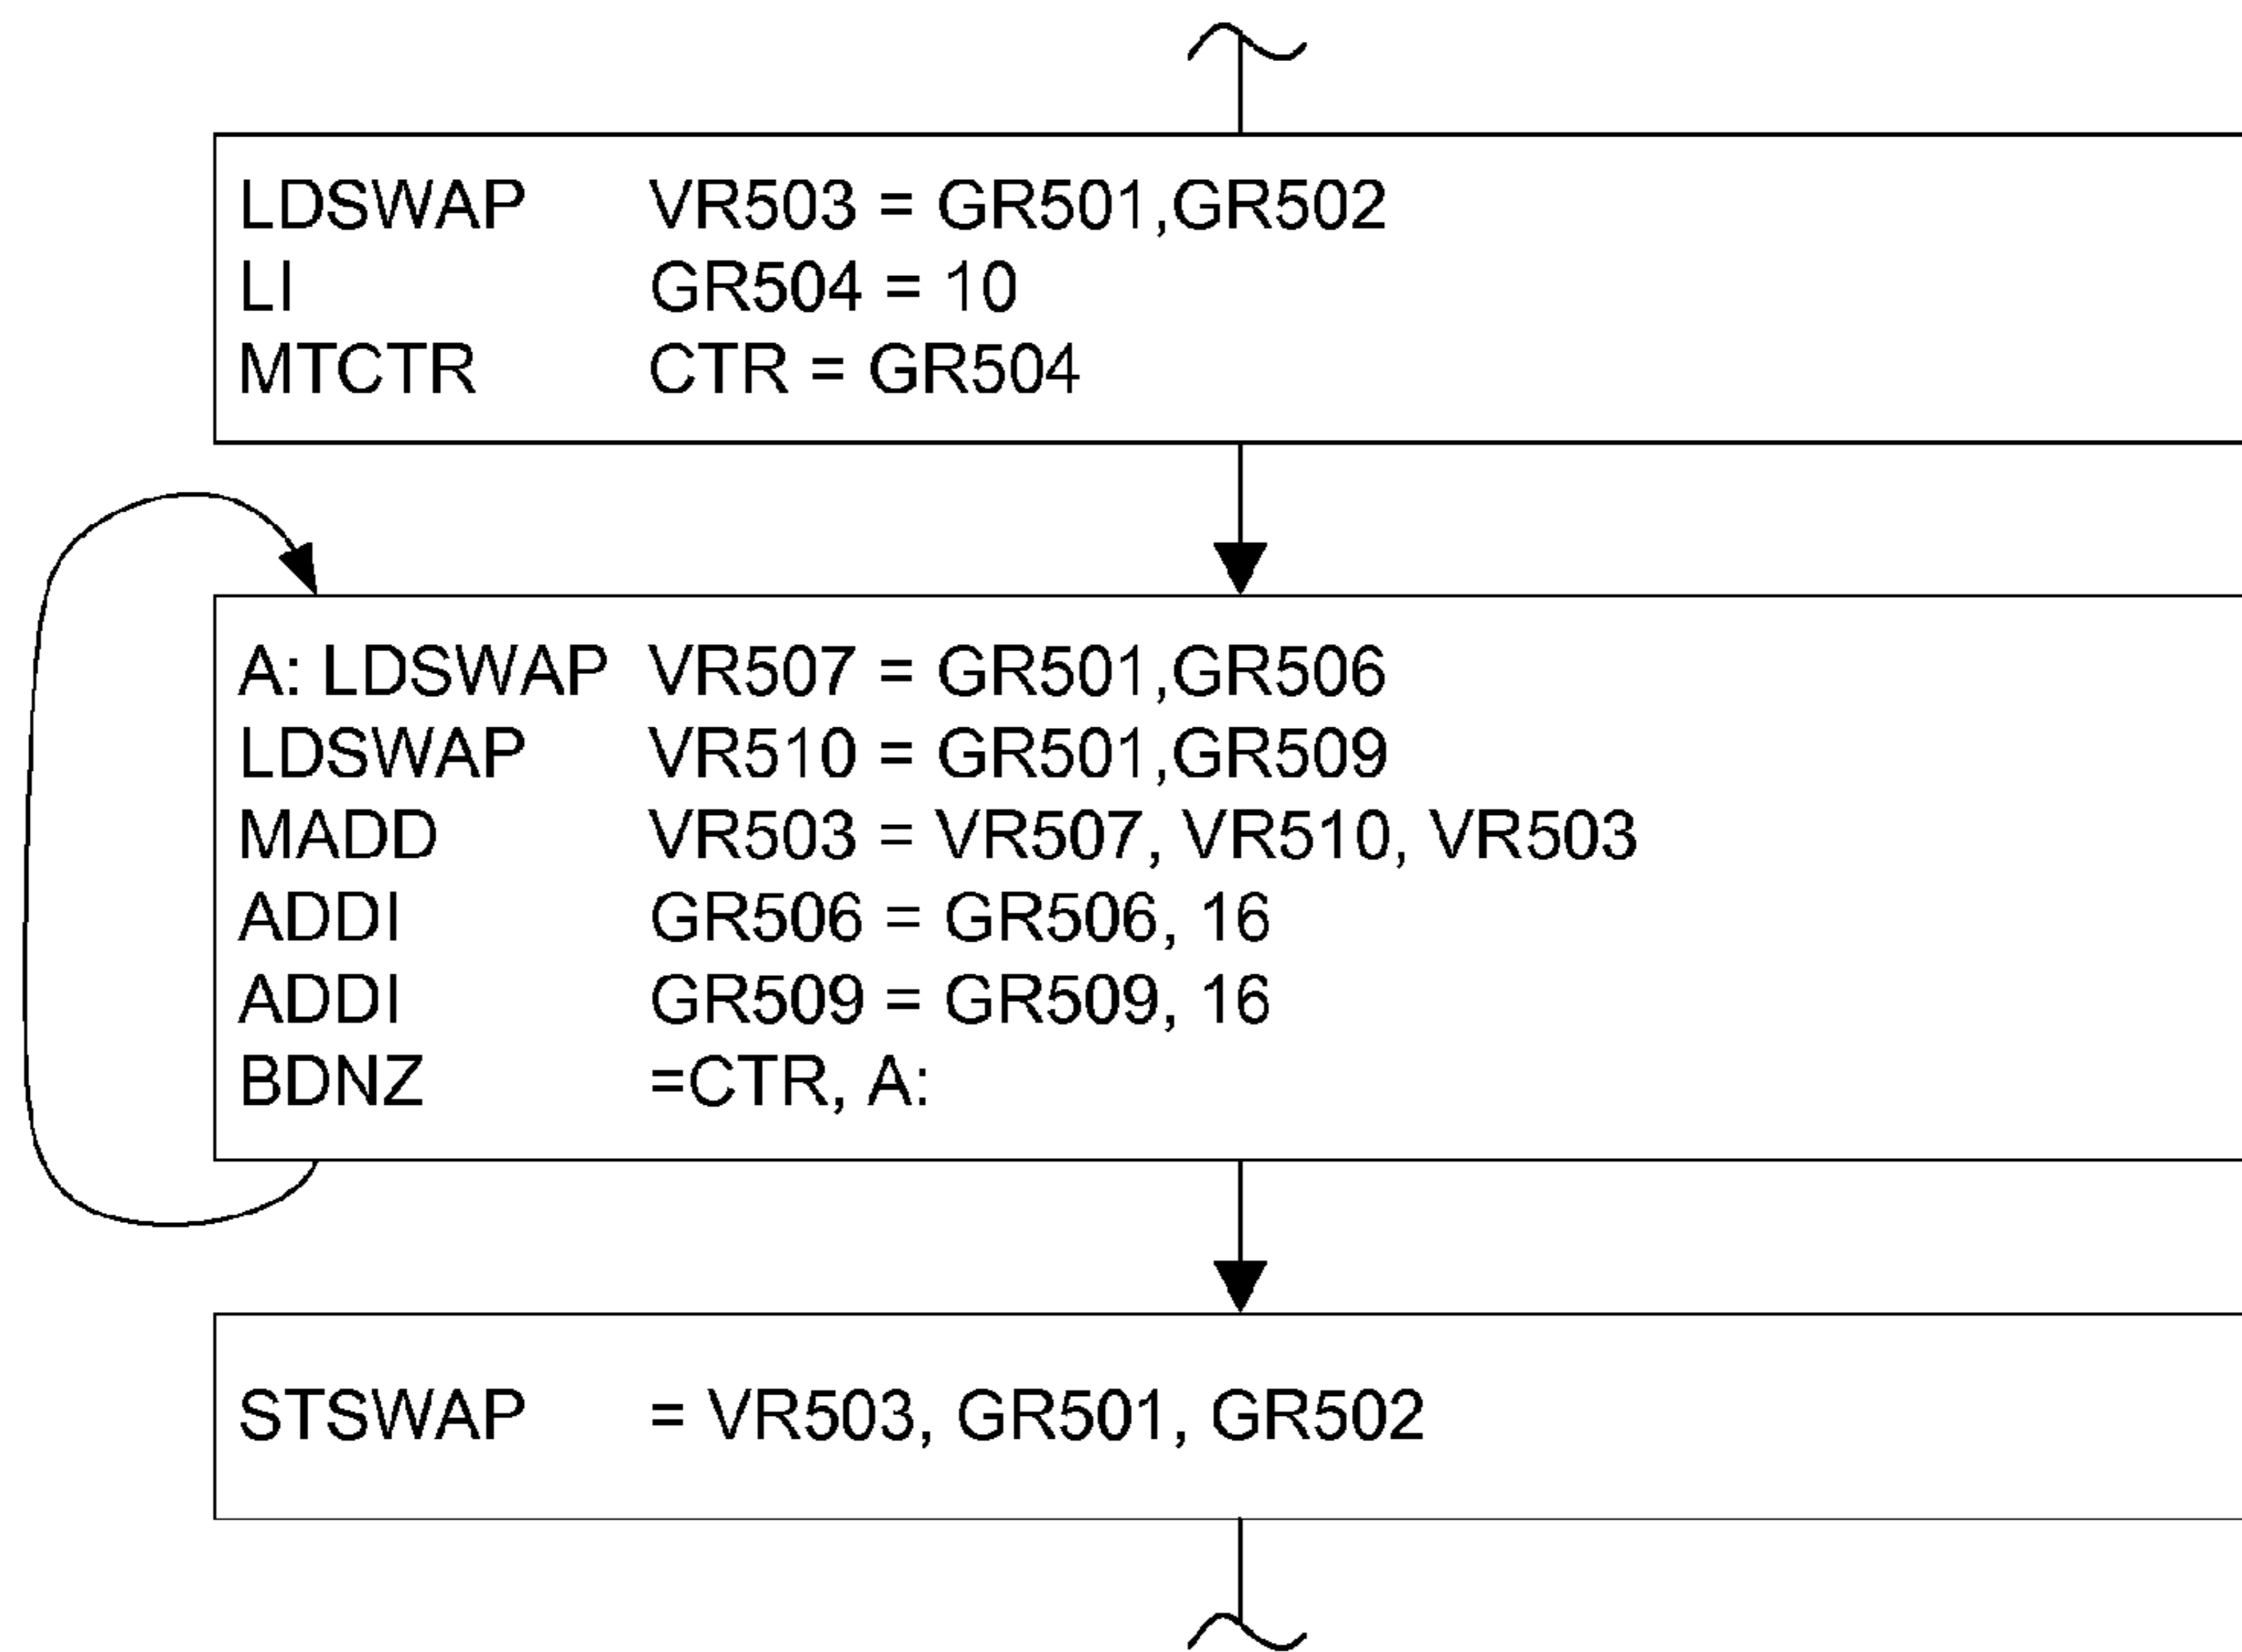 LDSWAP VR503 = GR501,GR502
LI GR504 = 10
MTCTR CTR = GR504
A: LDSWAP VR507 = GR501,GR506
LDSWAP VR510 = GR501,GR509
MADD VR503 = VR507, VR510, VR503
ADDI GR506 = GR506, 16
ADDI GR509 = GR509, 16
BDNZ =CTR, A:
STSWAP = VR503, GR501, GR502